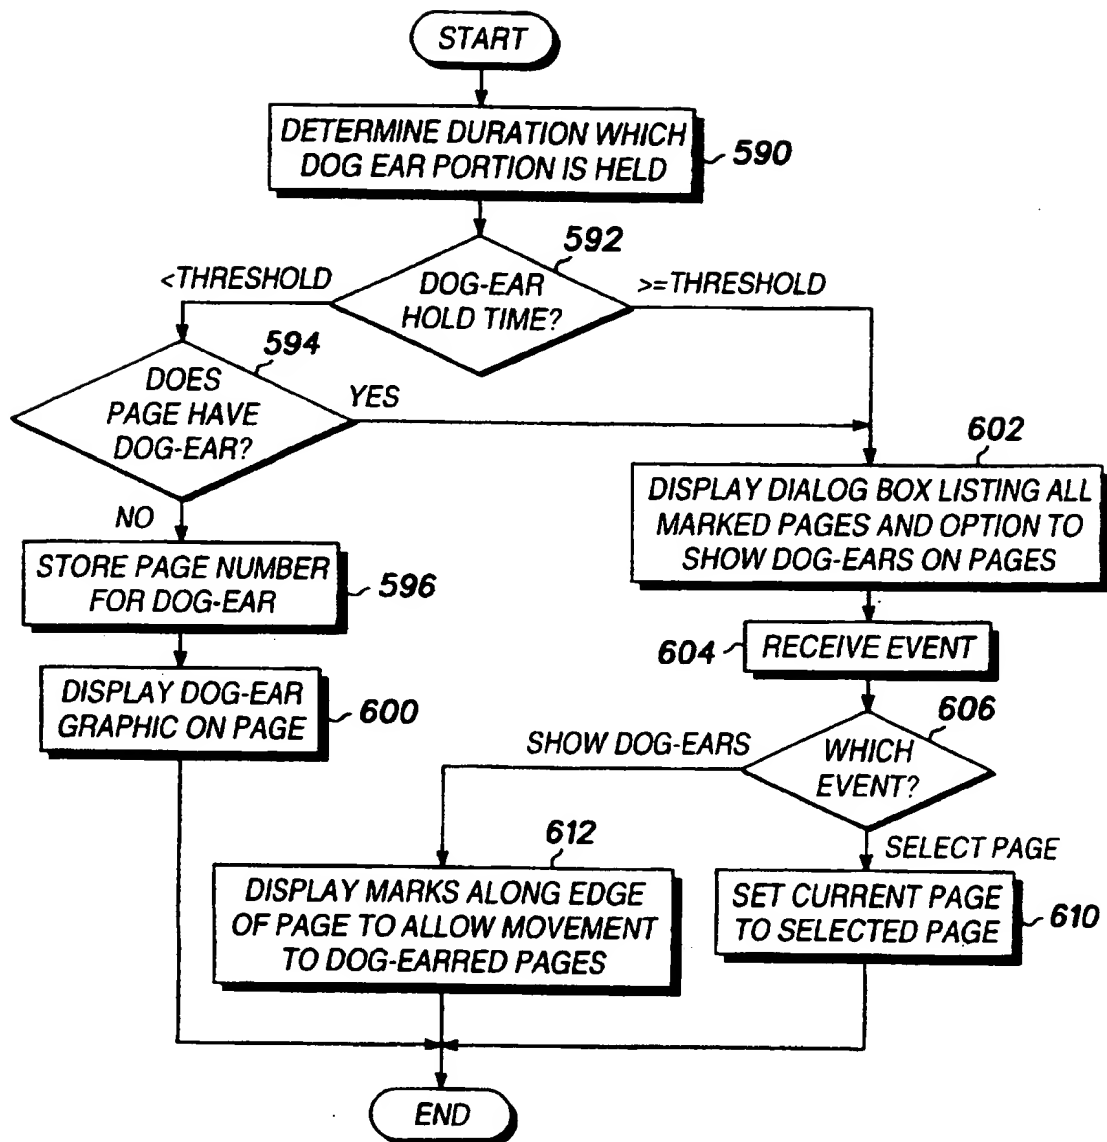 START
DETERMINE DURATION WHICH
DOG EAR PORTION IS HELD
590
592
<THRESHOLD
DOG-EAR
HOLD TIME?
>=THRESHOLD
594
DOES
PAGE HAVE
DOG-EAR?
YES
NO
602
DISPLAY DIALOG BOX LISTING ALL
MARKED PAGES AND OPTION TO
SHOW DOG-EARS ON PAGES
STORE PAGE NUMBER
FOR DOG-EAR
596
604
RECEIVE EVENT
DISPLAY DOG-EAR
GRAPHIC ON PAGE
600
606
SHOW DOG-EARS
WHICH
EVENT?
SELECT PAGE
612
DISPLAY MARKS ALONG EDGE
OF PAGE TO ALLOW MOVEMENT
TO DOG-EARRED PAGES
SET CURRENT PAGE
TO SELECTED PAGE
610
END